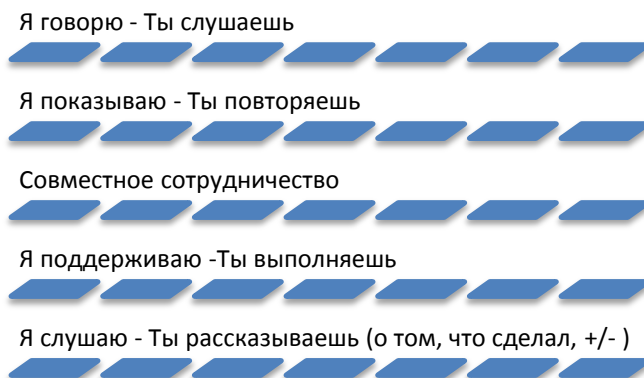 Я говорю - Ты слушаешь
Я показываю - Ты повторяешь
Совместное сотрудничество
Я поддерживаю -Ты выполняешь
Я слушаю - Ты рассказываешь (о том, что сделал, +/- )